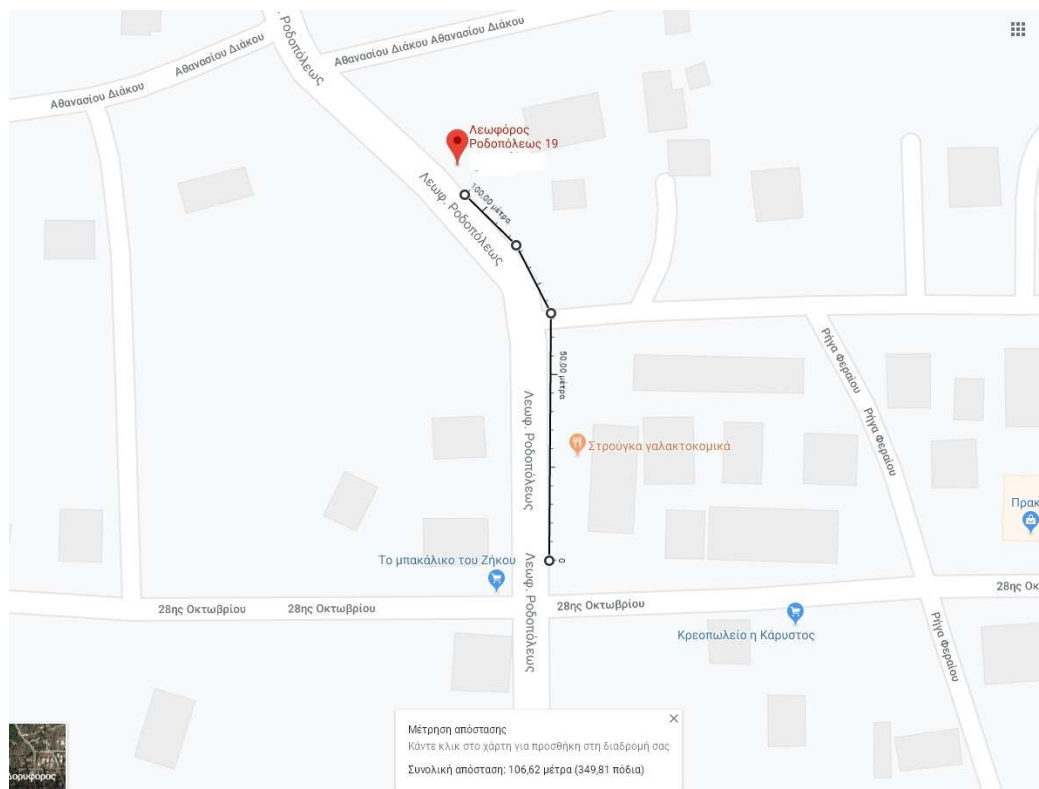 Λεωφ. Ροδοπόλεως
Αθανασίου Διάκου
Αθανασίου Διάκου
Αθανασίου Διάκου
Αθανασίου Διάκου
Λεωφόρος
Ροδοπόλεως 19
100,00 μέτρα
Λεωφ. Ροδοπόλεως
50,00 μέτρα
Ρήγα Φεραίου
Ρήγα Φεραίου
Λεωφ. Ροδοπόλεως
Στρούγκα γαλακτοκομικά
Πρακ
Το μπακάλικο του Ζήκου
0
Λεωφ. Ροδοπόλεως
28ης Οκτωβρίου
28ης Οκτωβρίου
28ης Οκτωβρίου
28ης Οκ
Κρεοπωλείο η Κάρυστος
Ρήγα Φεραίου
Μέτρηση απόστασης
Κάντε κλικ στο χάρτη για προσθήκη στη διαδρομή σας
Συνολική απόσταση: 106,62 μέτρα (349,81 πόδια)
ορυφόρος